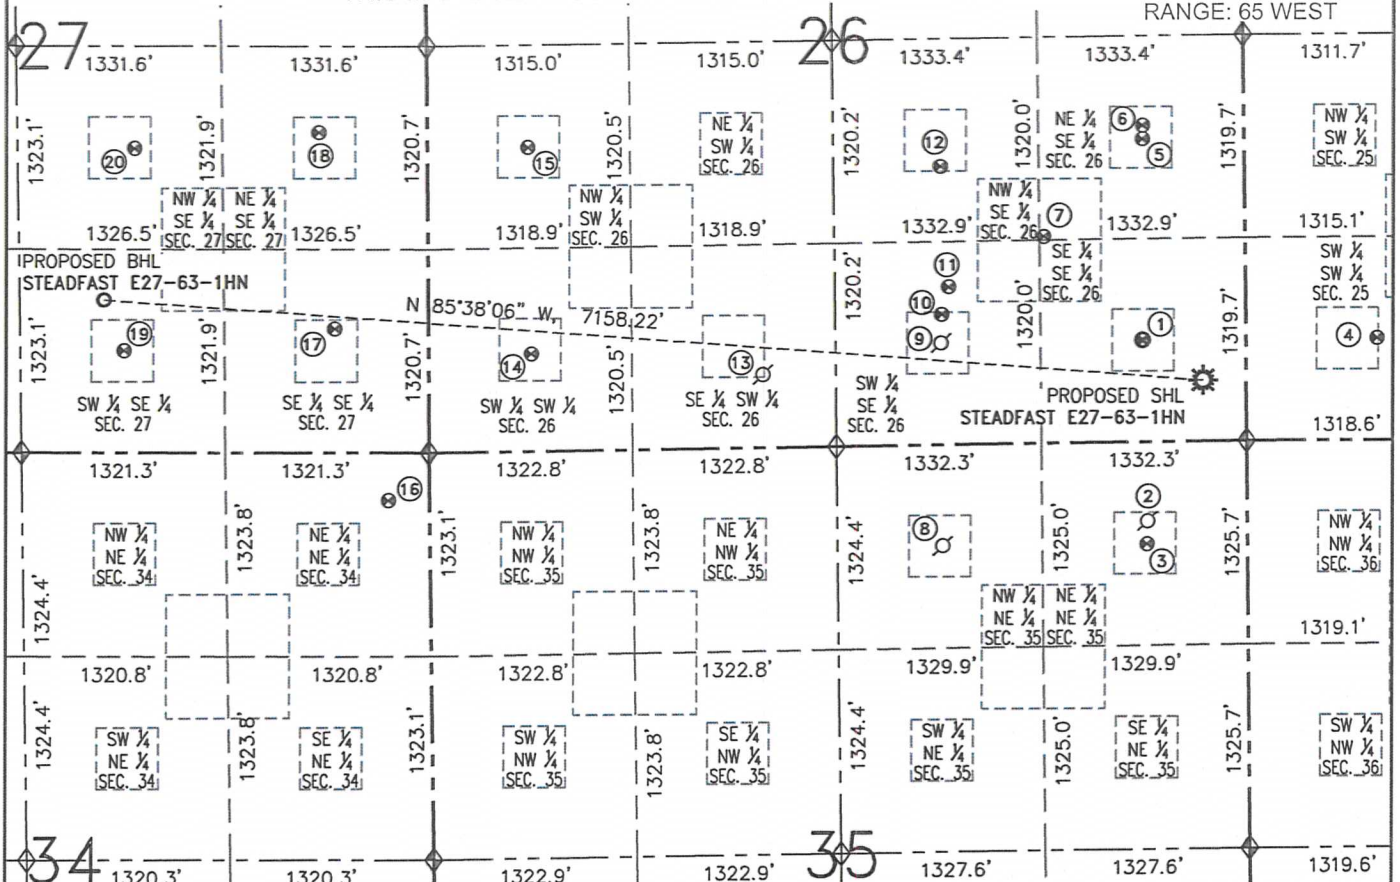 RANGE: 65 WEST
27
26
1331.6'
1331.6'
1315.0'
1315.0'
1333.4'
1333.4'
1311.7'
1323.1'
1321.9'
1320.7'
1320.5'
1320.2'
1320.0'
1319.7'
20
18
15
NE ¼
SW ¼
SEC. 26
12
NE ¼
SE ¼
SEC. 26
6
5
NW ¼
SW ¼
SEC. 25
NW ¼
SE ¼
SEC. 27
NE ¼
SE ¼
SEC. 27
NW ¼
SW ¼
SEC. 26
NW ¼
SE ¼
SEC. 26
7
1326.5'
1326.5'
1318.9'
1318.9'
1332.9'
1332.9'
1315.1'
PROPOSED BHL
STEADFAST E27-63-1HN
SE ¼
SE ¼
SEC. 26
SW ¼
SW ¼
SEC. 25
11
10
9
N 85°38'06" W, 7158.22'
1323.1'
1321.9'
1320.7'
1320.5'
1320.2'
1320.0'
1319.7'
19
17
14
13
1
4
SW ¼ SE ¼
SEC. 27
SE ¼ SE ¼
SEC. 27
SW ¼ SW ¼
SEC. 26
SE ¼ SW ¼
SEC. 26
SW ¼
SE ¼
SEC. 26
PROPOSED SHL
STEADFAST E27-63-1HN
1318.6'
1321.3'
1321.3'
1322.8'
1322.8'
1332.3'
1332.3'
16
2
8
3
1323.8'
1323.1'
1323.8'
1324.4'
1325.0'
1325.7'
NW ¼
NE ¼
SEC. 34
NE ¼
NE ¼
SEC. 34
NW ¼
NW ¼
SEC. 35
NE ¼
NW ¼
SEC. 35
NW ¼
NW ¼
SEC. 36
1324.4'
NW ¼
NE ¼
SEC. 35
NE ¼
NE ¼
SEC. 35
1319.1'
1320.8'
1320.8'
1322.8'
1322.8'
1329.9'
1329.9'
1324.4'
1323.8'
1323.1'
1323.8'
1324.4'
1325.0'
1325.7'
SW ¼
NE ¼
SEC. 34
SE ¼
NE ¼
SEC. 34
SW ¼
NW ¼
SEC. 35
SE ¼
NW ¼
SEC. 35
SW ¼
NE ¼
SEC. 35
SE ¼
NE ¼
SEC. 35
SW ¼
NW ¼
SEC. 36
34
35
1320.3'
1320.3'
1322.9'
1322.9'
1327.6'
1327.6'
1319.6'